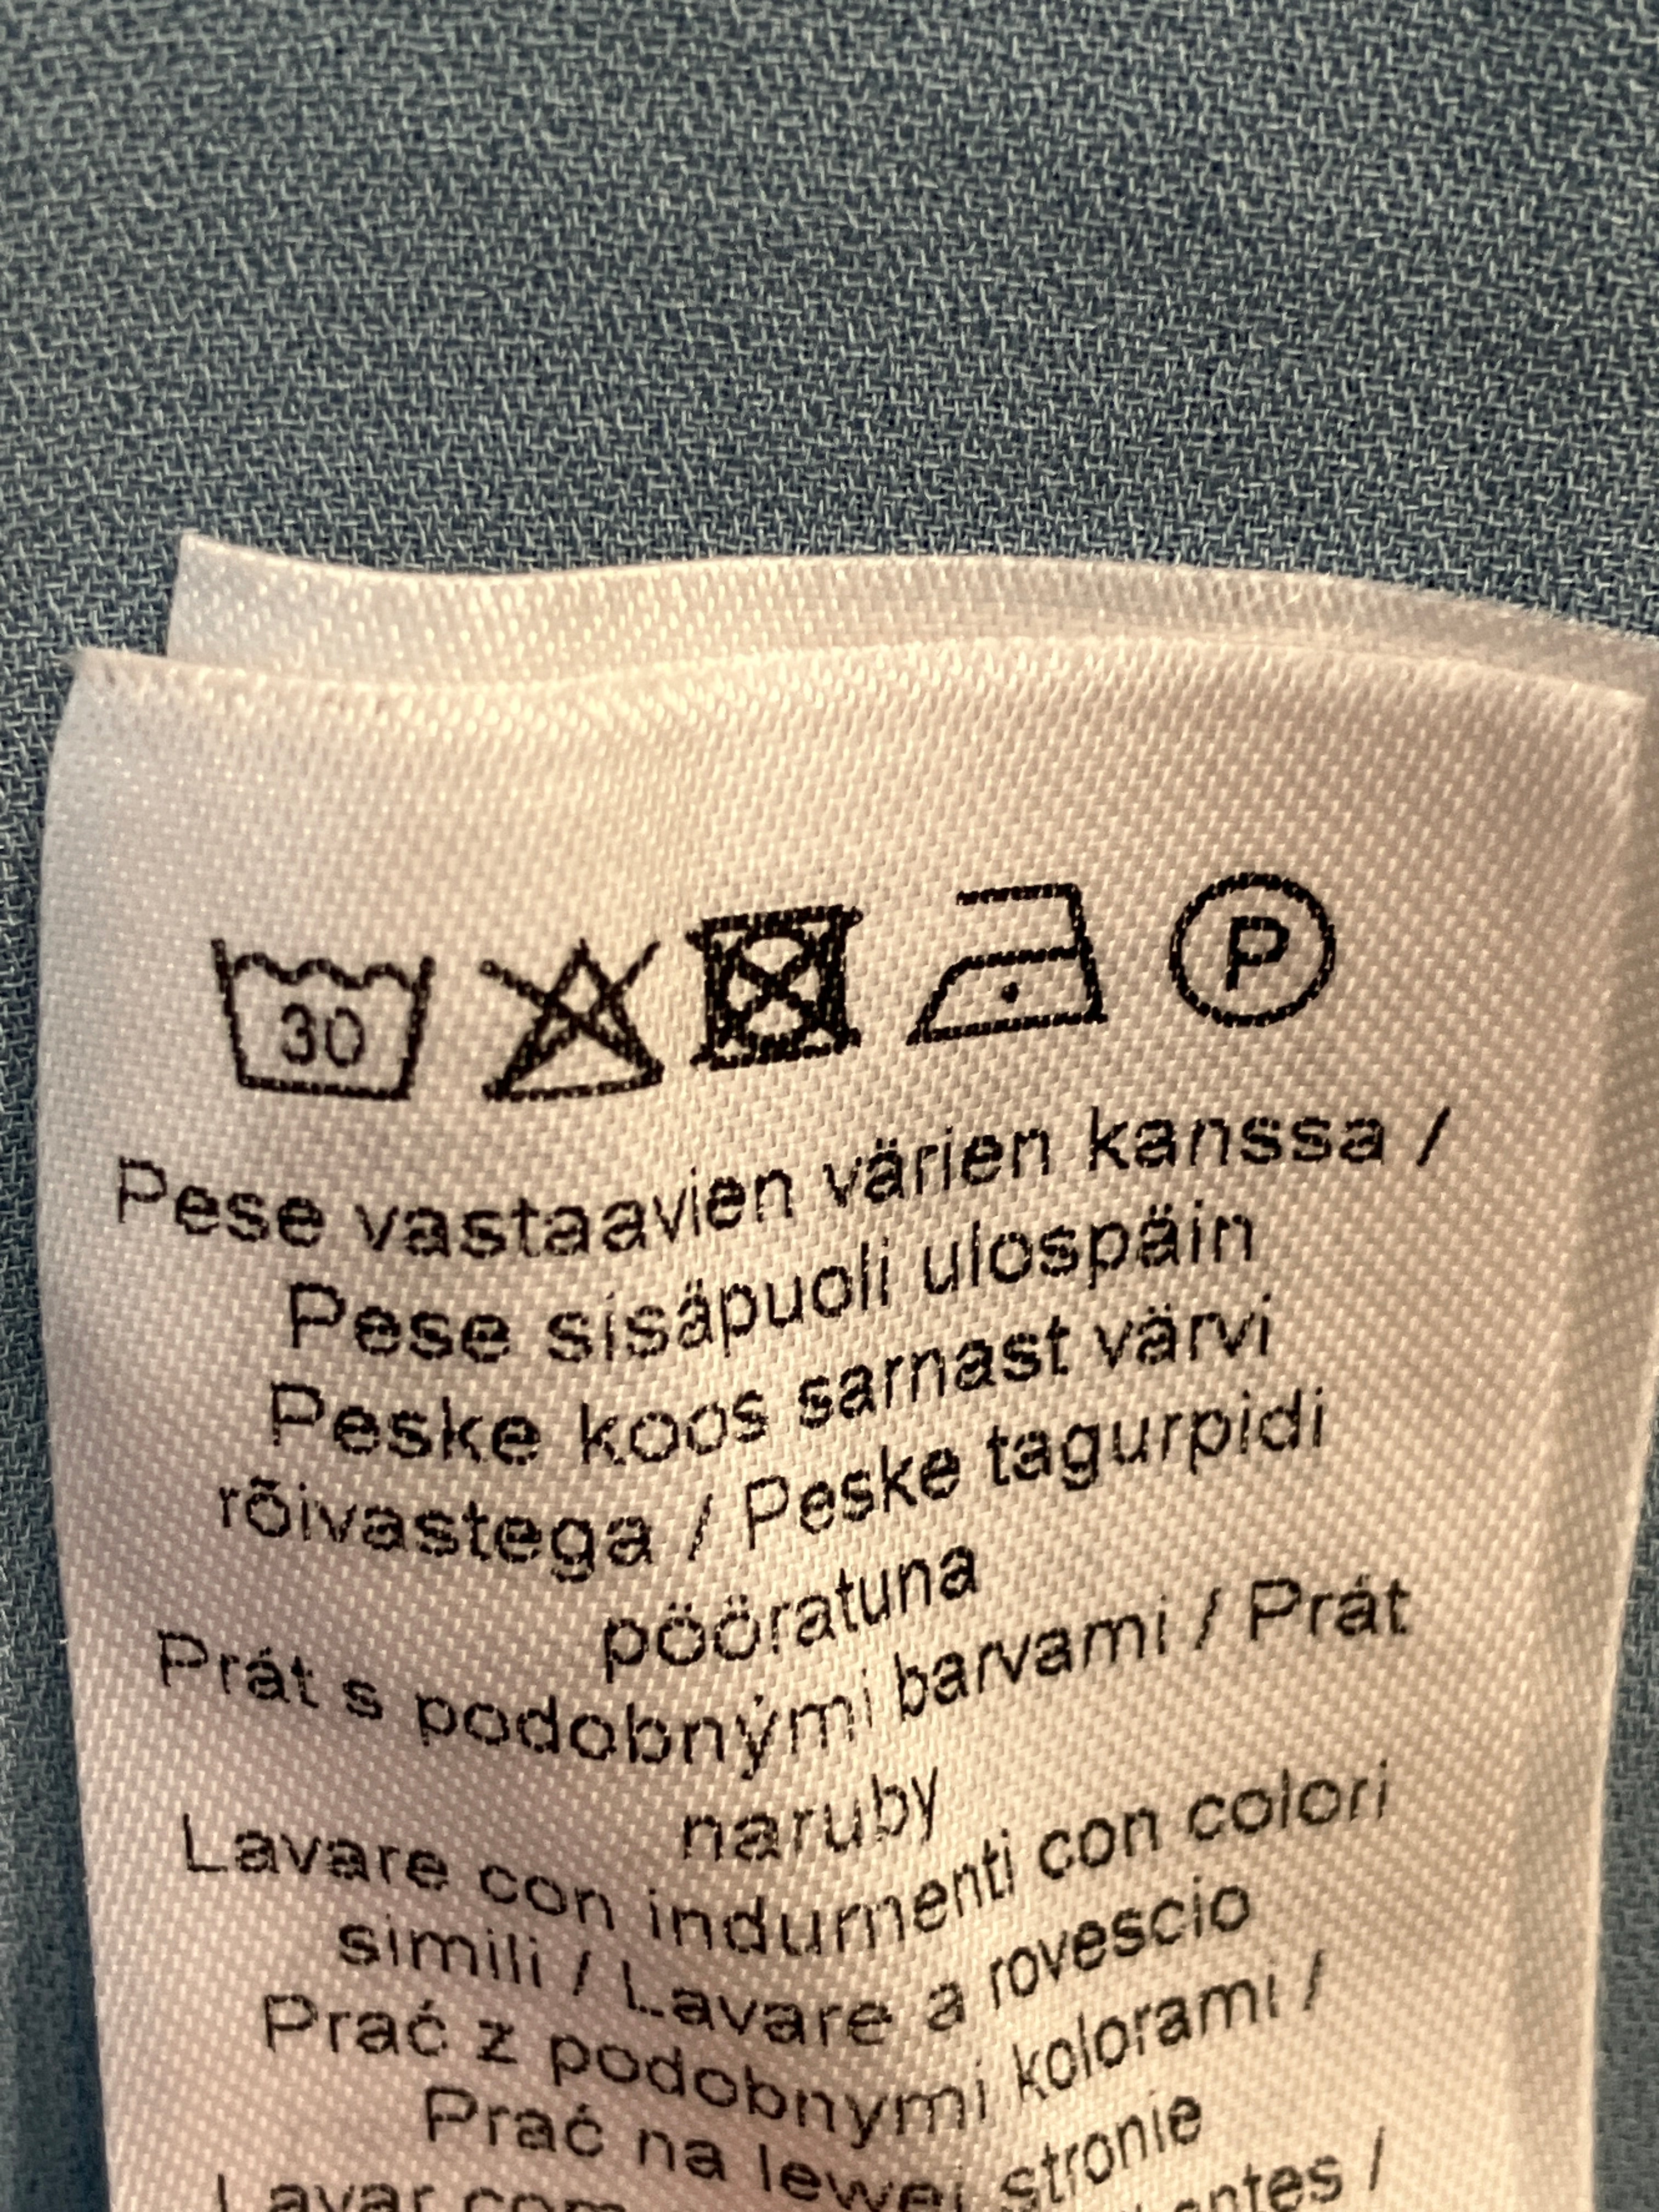 30 P
Pese vastaavien värien kanssa /
Pese sisäpuoli ulospäin
Peske koos sarnast värvi
rõivastega / Peske tagurpidi
pööratuna
Prát s podobnými barvami / Prát
naruby
Lavare con indumenti con colori
simili / Lavare a rovescio
Prać z podobnymi kolorami /
Prać na lewej stronie
Lavar /